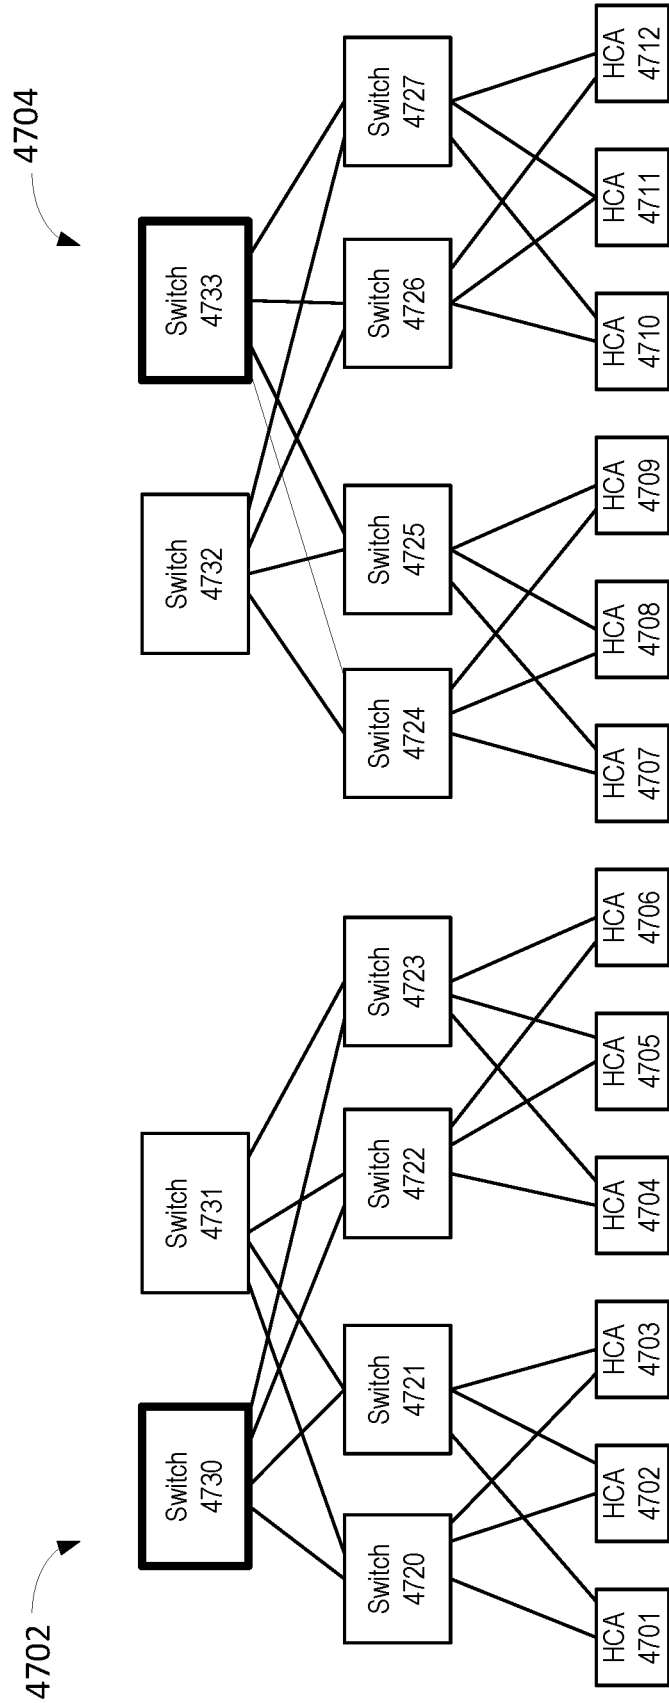 4702
4704
Switch
4730
Switch
4731
Switch
4732
Switch
4733
Switch
4720
Switch
4721
Switch
4722
Switch
4723
Switch
4724
Switch
4725
Switch
4726
Switch
4727
HCA
4701
HCA
4702
HCA
4703
HCA
4704
HCA
4705
HCA
4706
HCA
4707
HCA
4708
HCA
4709
HCA
4710
HCA
4711
HCA
4712